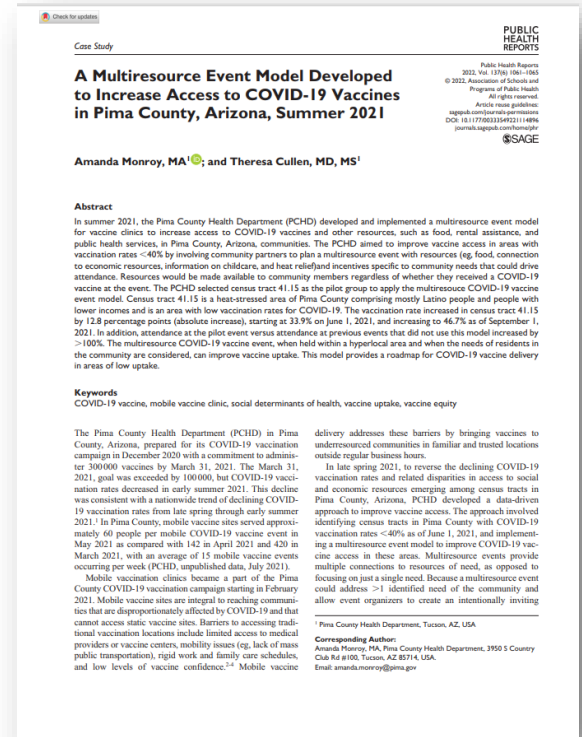 Check for updates
Case Study
PUBLIC
HEALTH
REPORTS
A Multiresource Event Model Developed
to Increase Access to COVID-19 Vaccines
in Pima County, Arizona, Summer 2021
Public Health Reports
2022, Vol. 137(6) 1061–1065
© 2022, Association of Schools and
Programs of Public Health
All rights reserved.
Article reuse guidelines:
sagepub.com/journals-permissions
DOI: 10.1177/00333549221114896
journals.sagepub.com/home/phr
SAGE
Amanda Monroy, MA¹ iD; and Theresa Cullen, MD, MS¹
Abstract
In summer 2021, the Pima County Health Department (PCHD) developed and implemented a multiresource event model
for vaccine clinics to increase access to COVID-19 vaccines and other resources, such as food, rental assistance, and
public health services, in Pima County, Arizona, communities. The PCHD aimed to improve vaccine access in areas with
vaccination rates <40% by involving community partners to plan a multiresource event with resources (eg, food, connection
to economic resources, information on childcare, and heat relief)and incentives specific to community needs that could drive
attendance. Resources would be made available to community members regardless of whether they received a COVID-19
vaccine at the event. The PCHD selected census tract 41.15 as the pilot group to apply the multiresouce COVID-19 vaccine
event model. Census tract 41.15 is a heat-stressed area of Pima County comprising mostly Latino people and people with
lower incomes and is an area with low vaccination rates for COVID-19. The vaccination rate increased in census tract 41.15
by 12.8 percentage points (absolute increase), starting at 33.9% on June 1, 2021, and increasing to 46.7% as of September 1,
2021. In addition, attendance at the pilot event versus attendance at previous events that did not use this model increased by
>100%. The multiresource COVID-19 vaccine event, when held within a hyperlocal area and when the needs of residents in
the community are considered, can improve vaccine uptake. This model provides a roadmap for COVID-19 vaccine delivery
in areas of low uptake.
Keywords
COVID-19 vaccine, mobile vaccine clinic, social determinants of health, vaccine uptake, vaccine equity
The Pima County Health Department (PCHD) in Pima
County, Arizona, prepared for its COVID-19 vaccination
campaign in December 2020 with a commitment to adminis-
ter 300000 vaccines by March 31, 2021. The March 31,
2021, goal was exceeded by 100000, but COVID-19 vacci-
nation rates decreased in early summer 2021. This decline
was consistent with a nationwide trend of declining COVID-
19 vaccination rates from late spring through early summer
2021.¹ In Pima County, mobile vaccine sites served approxi-
mately 60 people per mobile COVID-19 vaccine event in
May 2021 as compared with 142 in April 2021 and 420 in
March 2021, with an average of 15 mobile vaccine events
occurring per week (PCHD, unpublished data, July 2021).
Mobile vaccination clinics became a part of the Pima
County COVID-19 vaccination campaign starting in February
2021. Mobile vaccine sites are integral to reaching communi-
ties that are disproportionately affected by COVID-19 and that
cannot access static vaccine sites. Barriers to accessing tradi-
tional vaccination locations include limited access to medical
providers or vaccine centers, mobility issues (eg, lack of mass
public transportation), rigid work and family care schedules,
and low levels of vaccine confidence.²⁻⁴ Mobile vaccine
delivery addresses these barriers by bringing vaccines to
underresourced communities in familiar and trusted locations
outside regular business hours.
In late spring 2021, to reverse the declining COVID-19
vaccination rates and related disparities in access to social
and economic resources emerging among census tracts in
Pima County, Arizona, PCHD developed a data-driven
approach to improve vaccine access. The approach involved
identifying census tracts in Pima County with COVID-19
vaccination rates <40% as of June 1, 2021, and implement-
ing a multiresource event model to improve COVID-19 vac-
cine access in these areas. Multiresource events provide
multiple connections to resources of need, as opposed to
focusing on just a single need. Because a multiresource event
could address >1 identified need of the community and
allow event organizers to create an intentionally inviting
¹ Pima County Health Department, Tucson, AZ, USA
Corresponding Author:
Amanda Monroy, MA, Pima County Health Department, 3950 S Country
Club Rd #100, Tucson, AZ 85714, USA.
Email: amanda.monroy@pima.gov